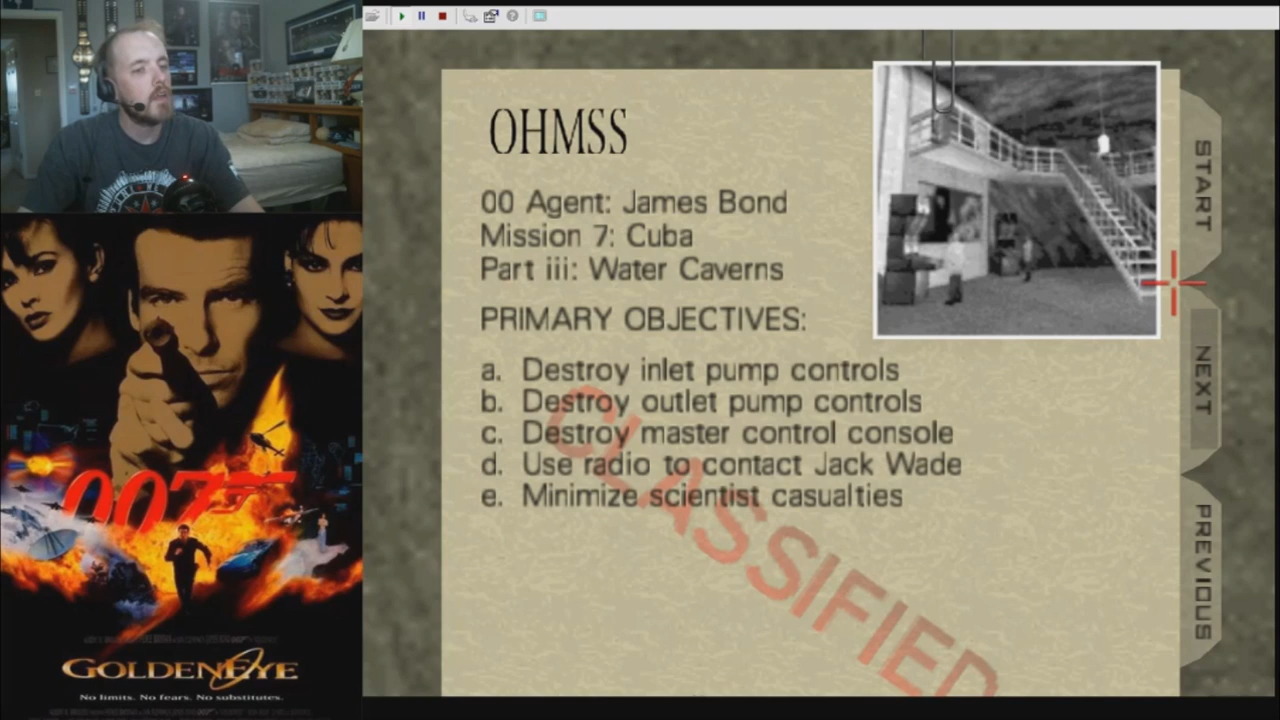 OHMSS
00 Agent: James Bond
Mission 7: Cuba
Part iii: Water Caverns
PRIMARY OBJECTIVES:
a. Destroy inlet pump controls
b. Destroy outlet pump controls
c. Destroy master control console
d. Use radio to contact Jack Wade
e. Minimize scientist casualties
CLASSIFIED
START
NEXT
PREVIOUS
007
GOLDENEYE
No limits. No fears. No substitutes.